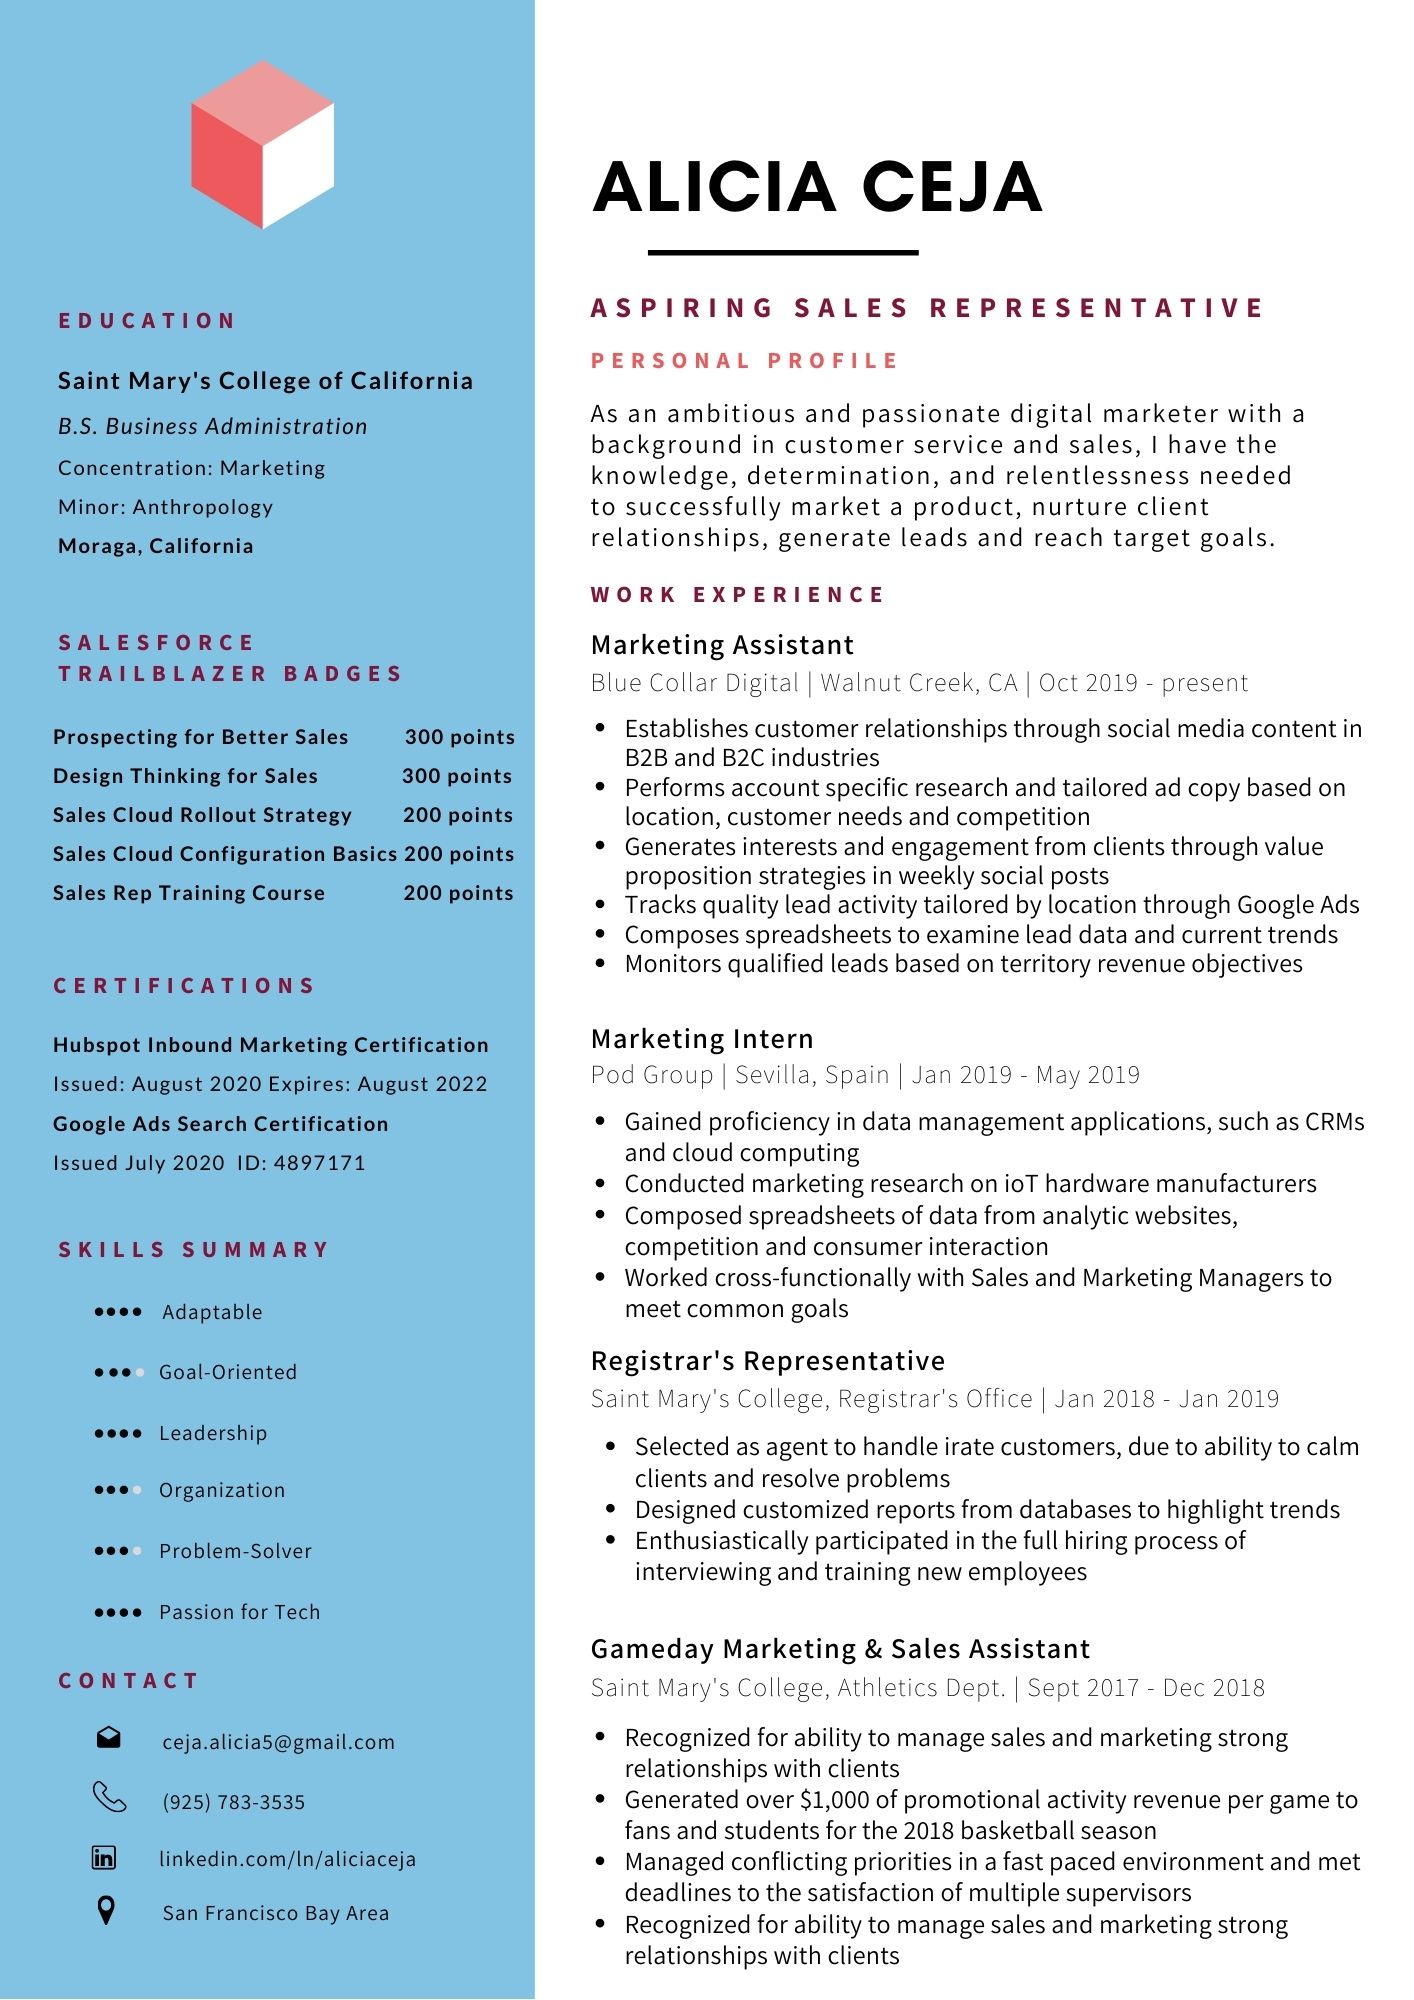 EDUCATION
Saint Mary's College of California
B.S. Business Administration
Concentration: Marketing
Minor: Anthropology
Moraga, California
SALESFORCE
TRAILBLAZER BADGES
Prospecting for Better Sales 300 points
Design Thinking for Sales 300 points
Sales Cloud Rollout Strategy 200 points
Sales Cloud Configuration Basics 200 points
Sales Rep Training Course 200 points
CERTIFICATIONS
Hubspot Inbound Marketing Certification
Issued: August 2020 Expires: August 2022
Google Ads Search Certification
Issued July 2020 ID: 4897171
SKILLS SUMMARY
Adaptable
Goal-Oriented
Leadership
Organization
Problem-Solver
Passion for Tech
CONTACT
ceja.alicia5@gmail.com
(925) 783-3535
linkedin.com/ln/aliciaceja
San Francisco Bay Area
ALICIA CEJA
ASPIRING SALES REPRESENTATIVE
PERSONAL PROFILE
As an ambitious and passionate digital marketer with a
background in customer service and sales, I have the
knowledge, determination, and relentlessness needed
to successfully market a product, nurture client
relationships, generate leads and reach target goals.
WORK EXPERIENCE
Marketing Assistant
Blue Collar Digital | Walnut Creek, CA | Oct 2019 - present
• Establishes customer relationships through social media content in
B2B and B2C industries
• Performs account specific research and tailored ad copy based on
location, customer needs and competition
• Generates interests and engagement from clients through value
proposition strategies in weekly social posts
• Tracks quality lead activity tailored by location through Google Ads
• Composes spreadsheets to examine lead data and current trends
• Monitors qualified leads based on territory revenue objectives
Marketing Intern
Pod Group | Sevilla, Spain | Jan 2019 - May 2019
• Gained proficiency in data management applications, such as CRMs
and cloud computing
• Conducted marketing research on ioT hardware manufacturers
• Composed spreadsheets of data from analytic websites,
competition and consumer interaction
• Worked cross-functionally with Sales and Marketing Managers to
meet common goals
Registrar's Representative
Saint Mary's College, Registrar's Office | Jan 2018 - Jan 2019
• Selected as agent to handle irate customers, due to ability to calm
clients and resolve problems
• Designed customized reports from databases to highlight trends
• Enthusiastically participated in the full hiring process of
interviewing and training new employees
Gameday Marketing & Sales Assistant
Saint Mary's College, Athletics Dept. | Sept 2017 - Dec 2018
• Recognized for ability to manage sales and marketing strong
relationships with clients
• Generated over $1,000 of promotional activity revenue per game to
fans and students for the 2018 basketball season
• Managed conflicting priorities in a fast paced environment and met
deadlines to the satisfaction of multiple supervisors
• Recognized for ability to manage sales and marketing strong
relationships with clients